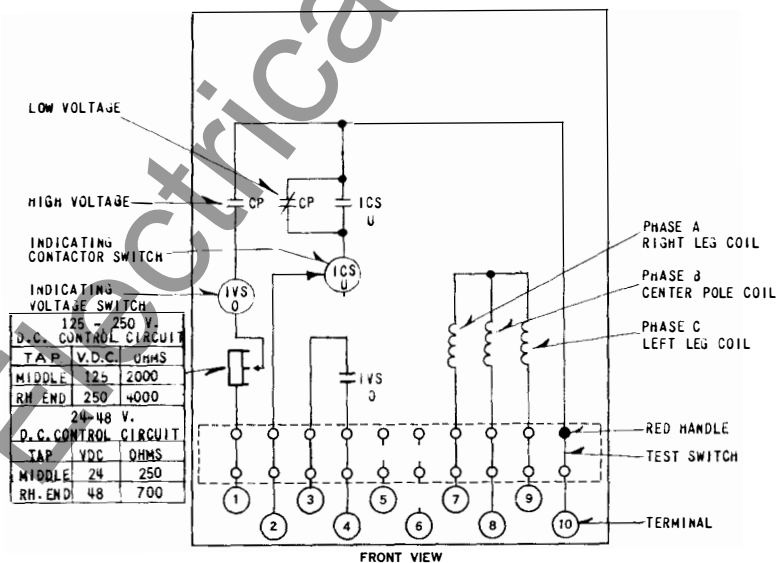 LOW VOLTAGE
HIGH VOLTAGE
CP
CP
ICS
U
INDICATING
CONTACTOR SWITCH
ICS
U
INDICATING
VOLTAGE SWITCH
IVS
O
PHASE A
RIGHT LEG COIL
PHASE B
CENTER POLE COIL
PHASE C
LEFT LEG COIL
125 - 250 V.
D.C. CONTROL CIRCUIT
TAP V.D.C. OHMS
MIDDLE 125 2000
RH END 250 4000
24-48 V.
D.C. CONTROL CIRCUIT
TAP VDC OHMS
MIDDLE 24 250
RH. END 48 700
IVS
O
RED HANDLE
TEST SWITCH
1
3
5
7
9
2
4
6
8
10
TERMINAL
FRONT VIEW
Electrica